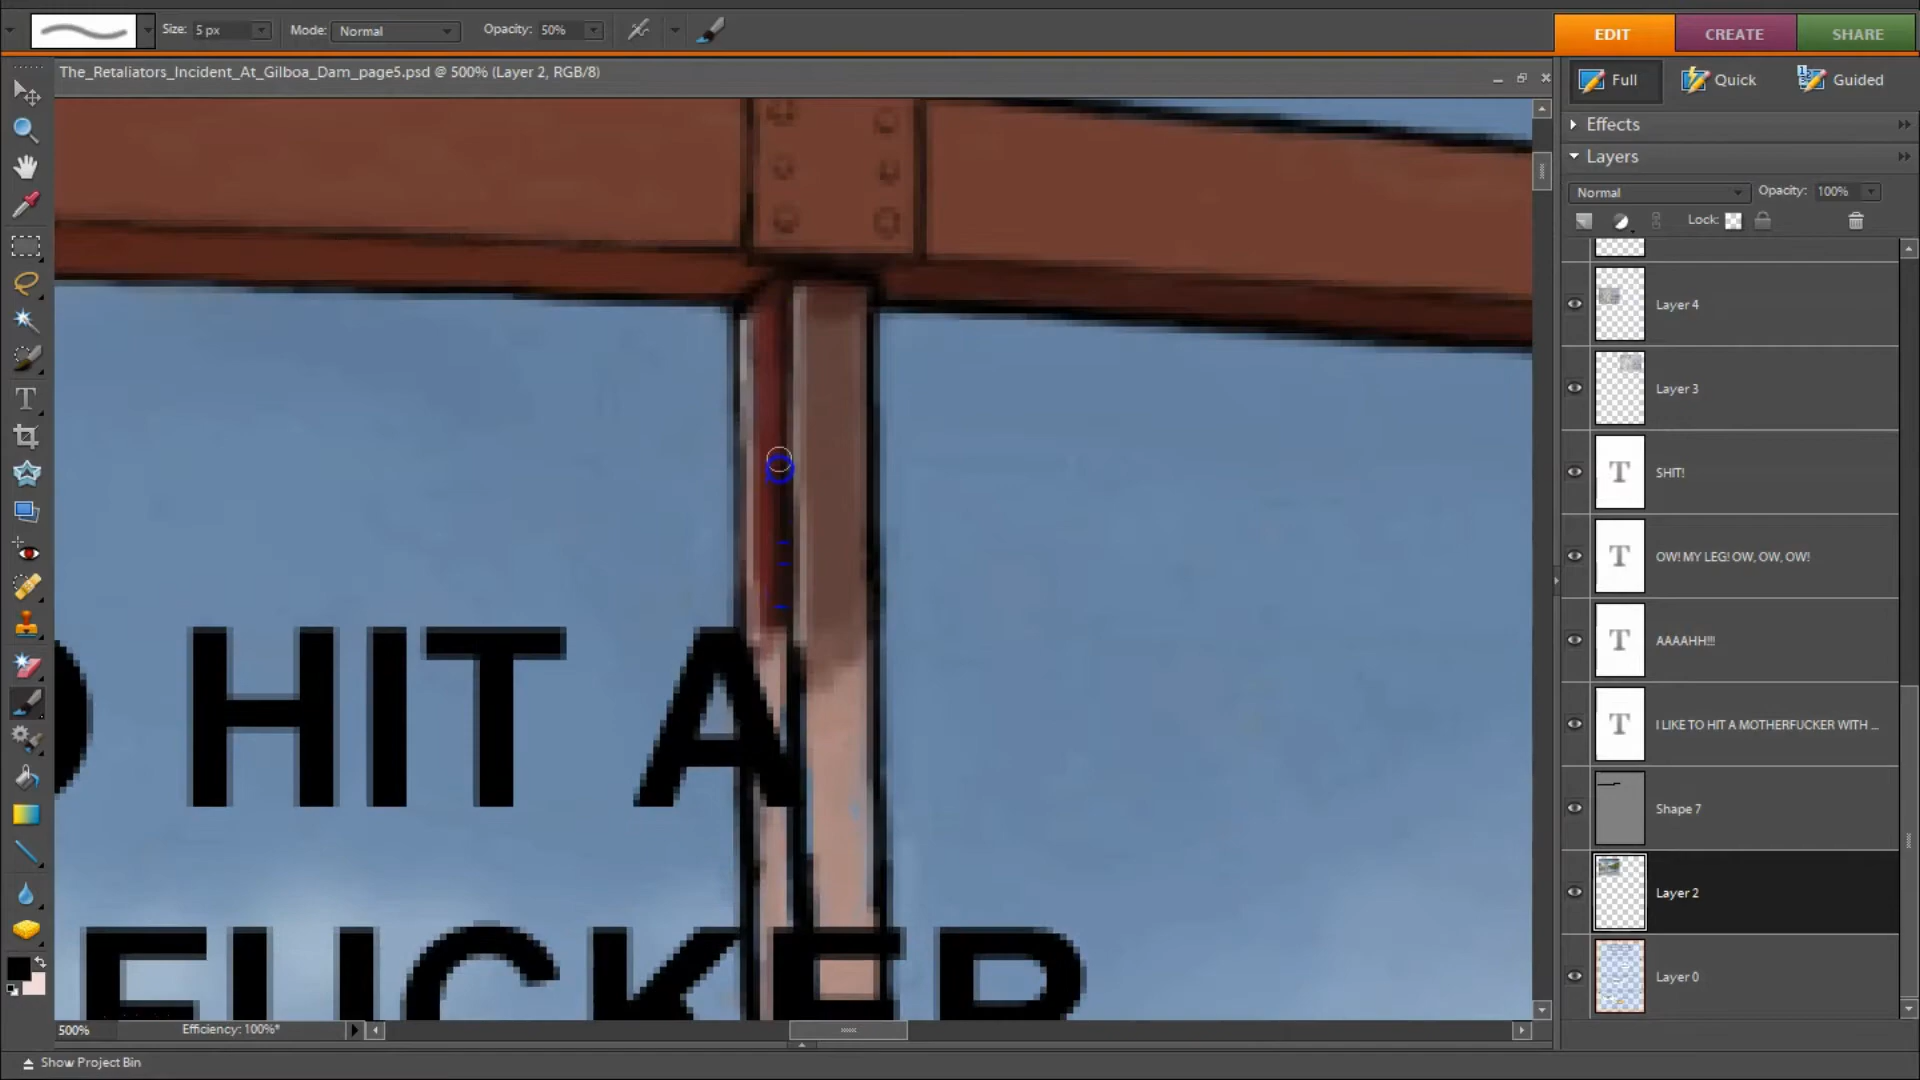 Size: 5 px Mode: Normal Opacity: 50%
EDIT CREATE SHARE
The_Retaliators_Incident_At_Gilboa_Dam_page5.psd @ 500% (Layer 2, RGB/8)
Full Quick Guided
Effects
Layers
Normal Opacity: 100%
Lock:
Layer 4
Layer 3
SHIT!
OW! MY LEG! OW, OW, OW!
AAAAHH!!!
I LIKE TO HIT A MOTHERFUCKER WITH ...
Shape 7
Layer 2
Layer 0
HIT A
FUCKER
500% Efficiency: 100%*
Show Project Bin